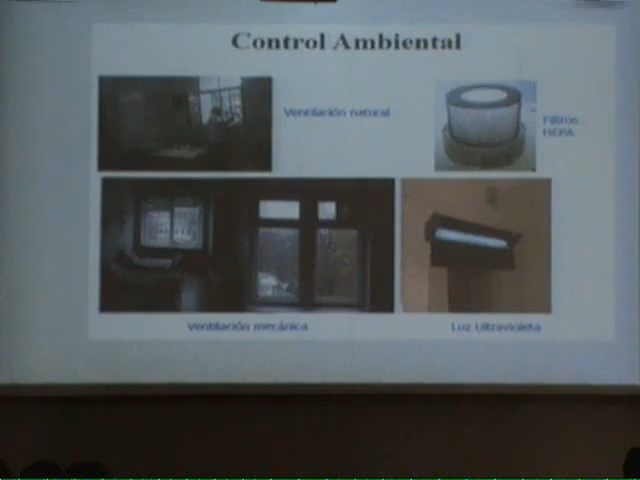 Control Ambiental
Ventilación natural
Filtros
HEPA
Ventilación mecánica
Luz Ultravioleta